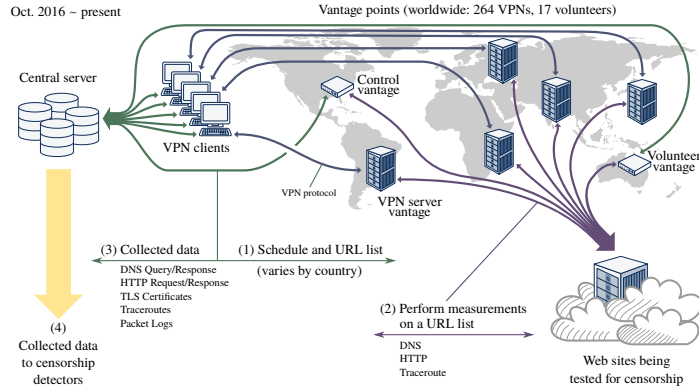 Oct. 2016 ~ present
Vantage points (worldwide: 264 VPNs, 17 volunteers)
Central server
VPN clients
Control
vantage
Volunteer
vantage
VPN protocol
VPN server
vantage
(3) Collected data
DNS Query/Response
HTTP Request/Response
TLS Certificates
Traceroutes
Packet Logs
(1) Schedule and URL list
(varies by country)
(2) Perform measurements
on a URL list
DNS
HTTP
Traceroute
(4)
Collected data
to censorship
detectors
Web sites being
tested for censorship